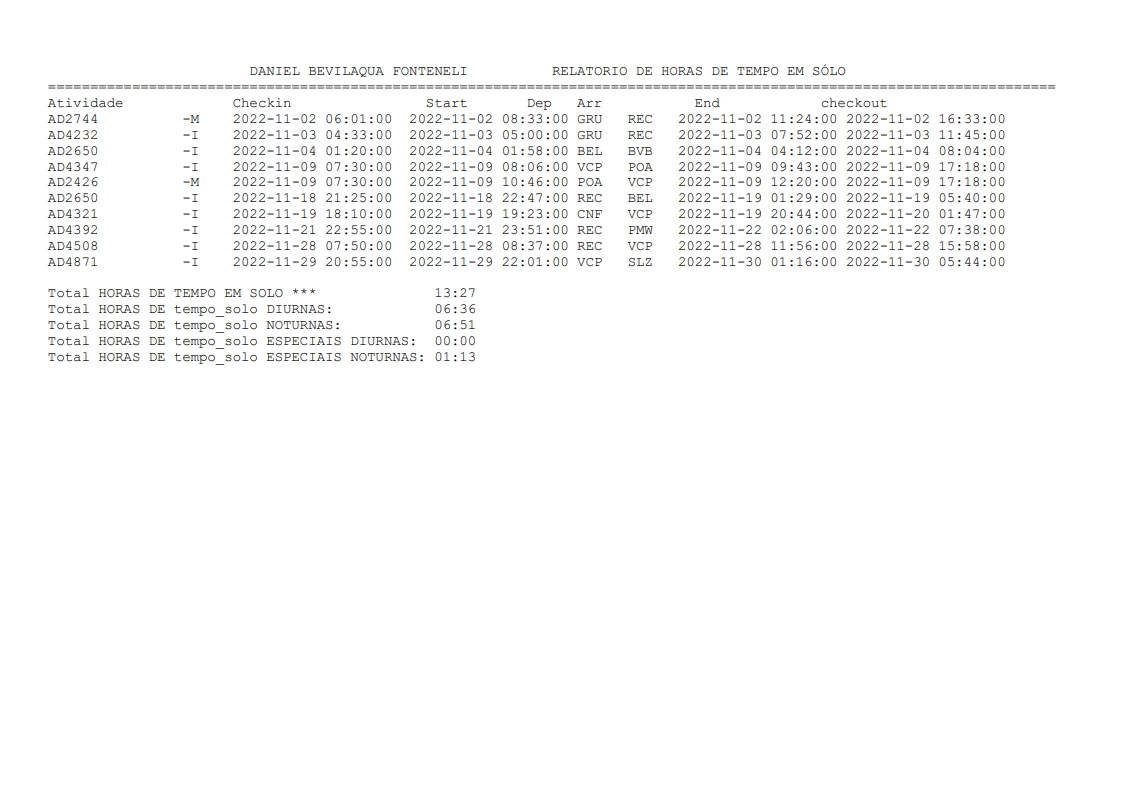 DANIEL BEVILAQUA FONTENELI          RELATORIO DE HORAS DE TEMPO EM SÓLO
========================================================================================================================
Atividade             Checkin                Start       Dep   Arr           End            checkout
AD2744          -M    2022-11-02 06:01:00  2022-11-02 08:33:00 GRU   REC   2022-11-02 11:24:00 2022-11-02 16:33:00
AD4232          -I    2022-11-03 04:33:00  2022-11-03 05:00:00 GRU   REC   2022-11-03 07:52:00 2022-11-03 11:45:00
AD2650          -I    2022-11-04 01:20:00  2022-11-04 01:58:00 BEL   BVB   2022-11-04 04:12:00 2022-11-04 08:04:00
AD4347          -I    2022-11-09 07:30:00  2022-11-09 08:06:00 VCP   POA   2022-11-09 09:43:00 2022-11-09 17:18:00
AD2426          -M    2022-11-09 07:30:00  2022-11-09 10:46:00 POA   VCP   2022-11-09 12:20:00 2022-11-09 17:18:00
AD2650          -I    2022-11-18 21:25:00  2022-11-18 22:47:00 REC   BEL   2022-11-19 01:29:00 2022-11-19 05:40:00
AD4321          -I    2022-11-19 18:10:00  2022-11-19 19:23:00 CNF   VCP   2022-11-19 20:44:00 2022-11-20 01:47:00
AD4392          -I    2022-11-21 22:55:00  2022-11-21 23:51:00 REC   PMW   2022-11-22 02:06:00 2022-11-22 07:38:00
AD4508          -I    2022-11-28 07:50:00  2022-11-28 08:37:00 REC   VCP   2022-11-28 11:56:00 2022-11-28 15:58:00
AD4871          -I    2022-11-29 20:55:00  2022-11-29 22:01:00 VCP   SLZ   2022-11-30 01:16:00 2022-11-30 05:44:00
Total HORAS DE TEMPO EM SOLO ***              13:27
Total HORAS DE tempo_solo DIURNAS:            06:36
Total HORAS DE tempo_solo NOTURNAS:           06:51
Total HORAS DE tempo_solo ESPECIAIS DIURNAS:  00:00
Total HORAS DE tempo_solo ESPECIAIS NOTURNAS: 01:13